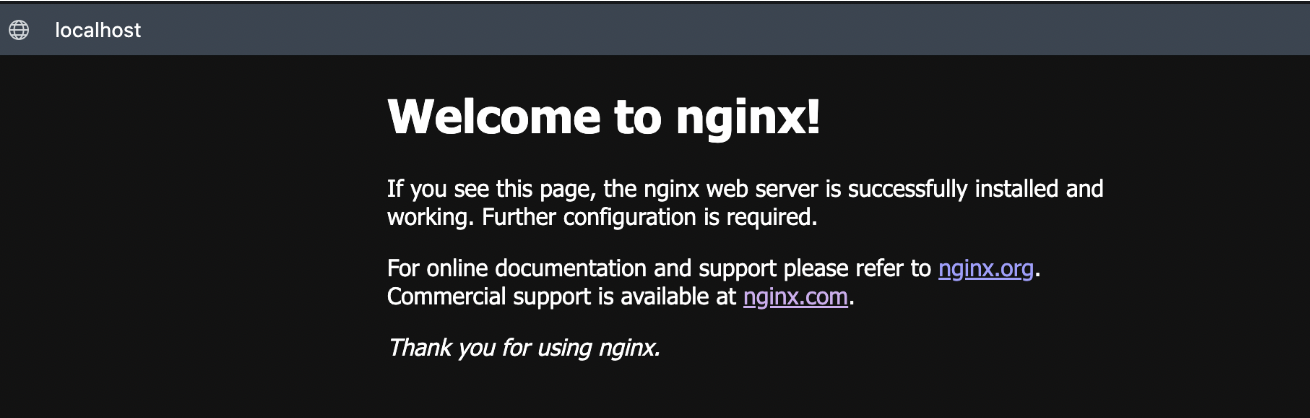 localhost
Welcome to nginx!
If you see this page, the nginx web server is successfully installed and
working. Further configuration is required.
For online documentation and support please refer to nginx.org.
Commercial support is available at nginx.com.
Thank you for using nginx.